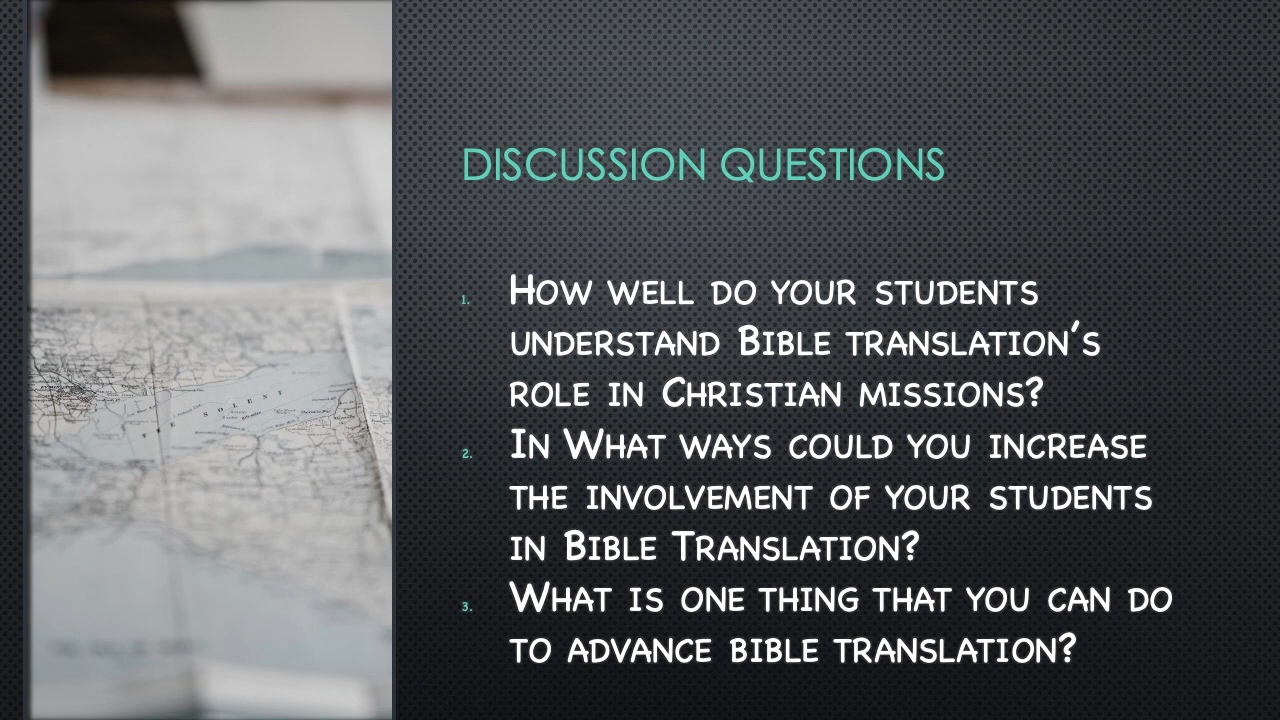 DISCUSSION QUESTIONS
1. How well do your students
understand Bible translation's
role in Christian missions?
2. In What ways could you increase
the involvement of your students
in Bible Translation?
3. What is one thing that you can do
to advance bible translation?
SOLENT